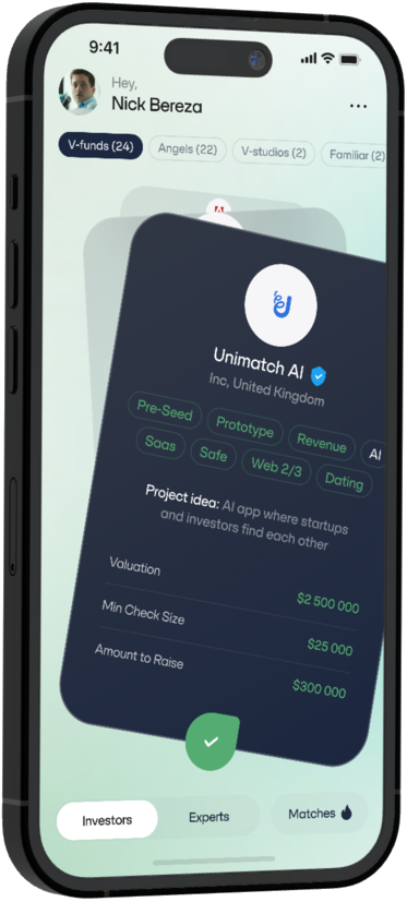 9:41
Hey,
Nick Bereza
V-funds (24) Angels (22) V-studios (2) Familiar (2)
Unimatch AI
Inc, United Kingdom
Pre-Seed Prototype Revenue AI
Saas Safe Web 2/3 Dating
Project idea: AI app where startups
and investors find each other
Valuation $2 500 000
Min Check Size $25 000
Amount to Raise $300 000
Investors Experts Matches